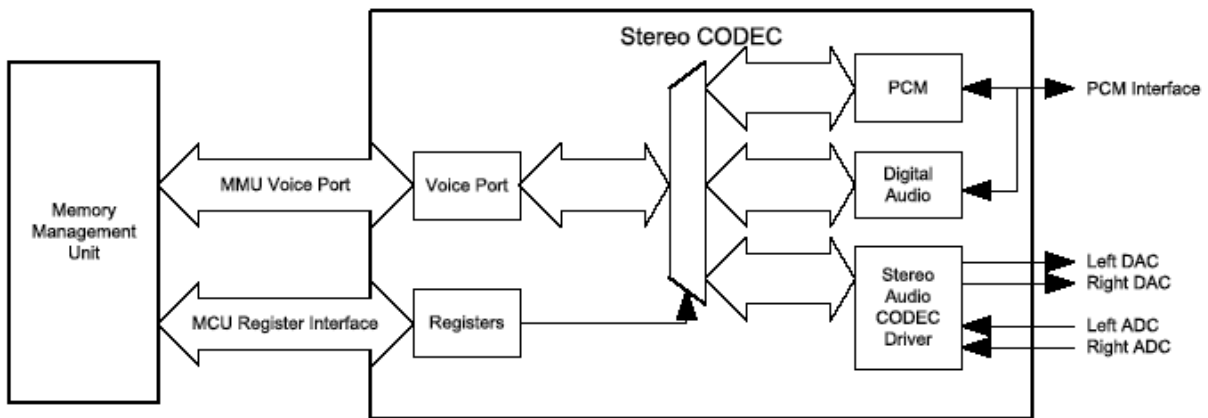 Stereo CODEC
Memory
Management
Unit
MMU Voice Port
Voice Port
MCU Register Interface
Registers
PCM
PCM Interface
Digital
Audio
Stereo
Audio
CODEC
Driver
Left DAC
Right DAC
Left ADC
Right ADC